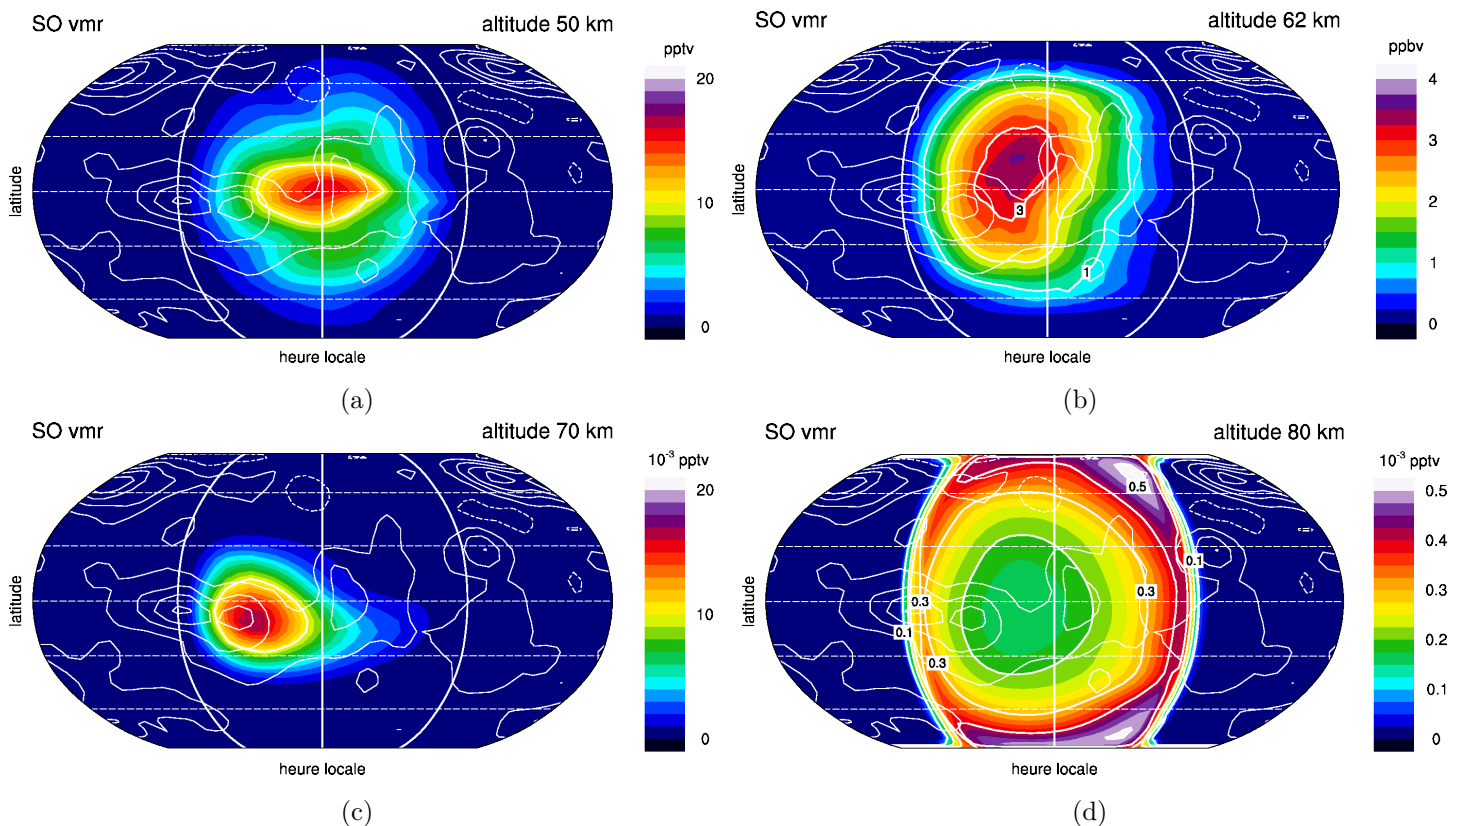 SO vmr altitude 50 km
pptv
20
10
0
latitude
heure locale
(a)
SO vmr altitude 62 km
ppbv
4
3
2
1
0
3
1
latitude
heure locale
(b)
SO vmr altitude 70 km
10⁻³ pptv
20
10
0
latitude
heure locale
(c)
SO vmr altitude 80 km
10⁻³ pptv
0.5
0.4
0.3
0.2
0.1
0
0.5
0.1
0.3
0.3
0.1
0.3
heure locale
(d)